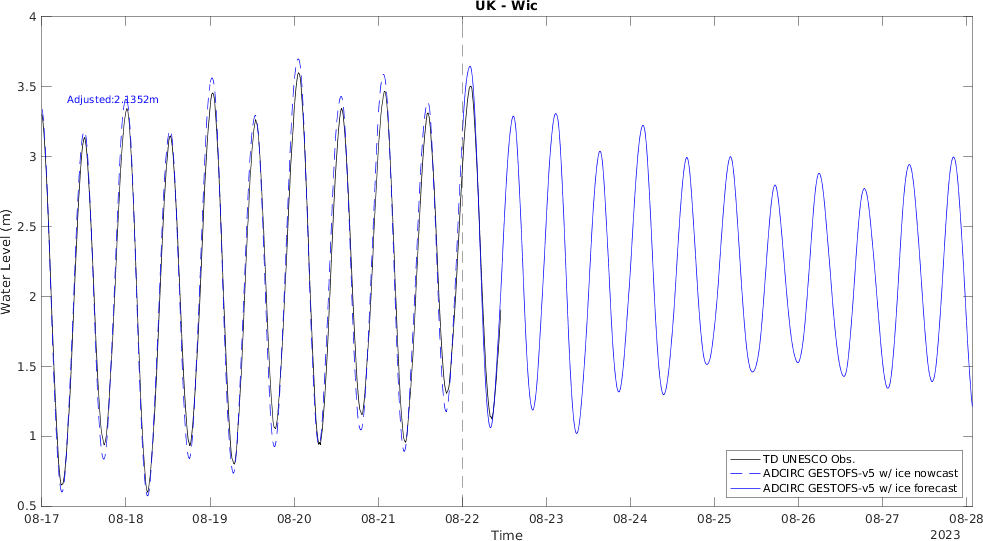 UK - Wic
4
3.5
3
2.5
2
1.5
1
0.5
Water Level (m)
Adjusted:2.1352m
TD UNESCO Obs.
ADCIRC GESTOFS-v5 w/ ice nowcast
ADCIRC GESTOFS-v5 w/ ice forecast
08-17 08-18 08-19 08-20 08-21 08-22 08-23 08-24 08-25 08-26 08-27 08-28
Time
2023